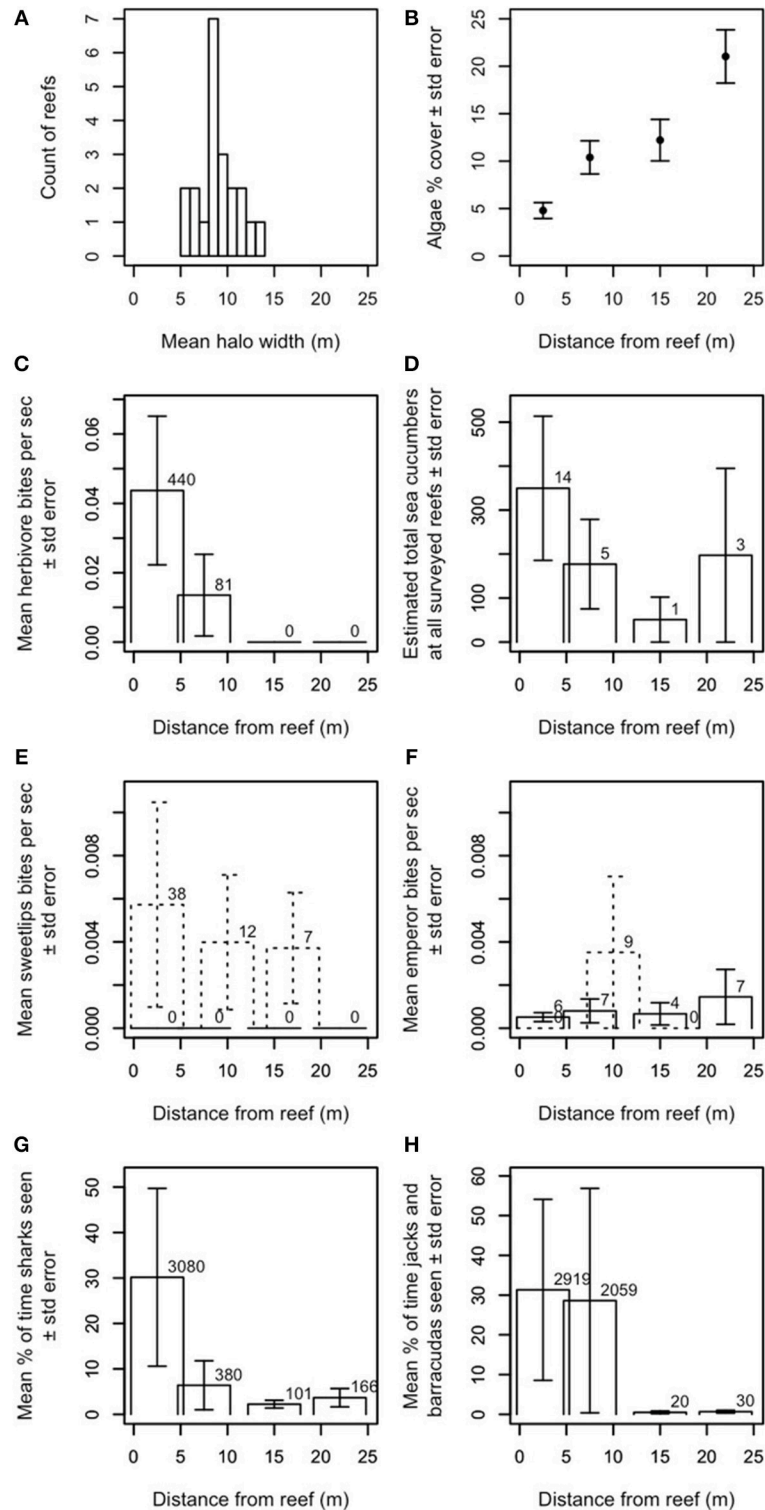 A
B
Count of reefs
0 1 2 3 4 5 6 7
0 5 10 15 20 25
Mean halo width (m)
Algae % cover ± std error
0 5 10 15 20 25
0 5 10 15 20 25
Distance from reef (m)
C
D
Mean herbivore bites per sec
± std error
0.00 0.02 0.04 0.06
440
81
0
0
0 5 10 15 20 25
Distance from reef (m)
Estimated total sea cucumbers
at all surveyed reefs ± std error
0 100 300 500
14
5
1
3
0 5 10 15 20 25
Distance from reef (m)
E
F
Mean sweetlips bites per sec
± std error
0.000 0.004 0.008
38
12
7
0
0
0
0
0 5 10 15 20 25
Distance from reef (m)
Mean emperor bites per sec
± std error
0.000 0.004 0.008
9
6
0
7
4
0
7
0 5 10 15 20 25
Distance from reef (m)
G
H
Mean % of time sharks seen
± std error
0 10 20 30 40 50
3080
380
101
166
0 5 10 15 20 25
Distance from reef (m)
Mean % of time jacks and
barracudas seen ± std error
0 10 20 30 40 50 60
2919
2059
20
30
0 5 10 15 20 25
Distance from reef (m)